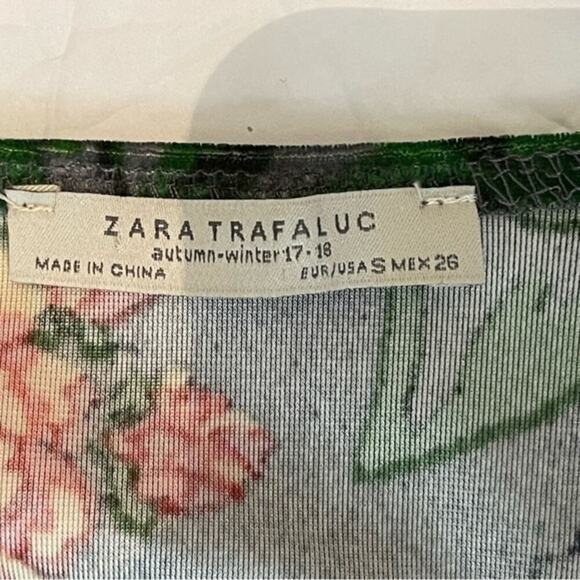 ZARA TRAFALUC
autumn-winter 17-18
MADE IN CHINA EUR/USA S MEX 26